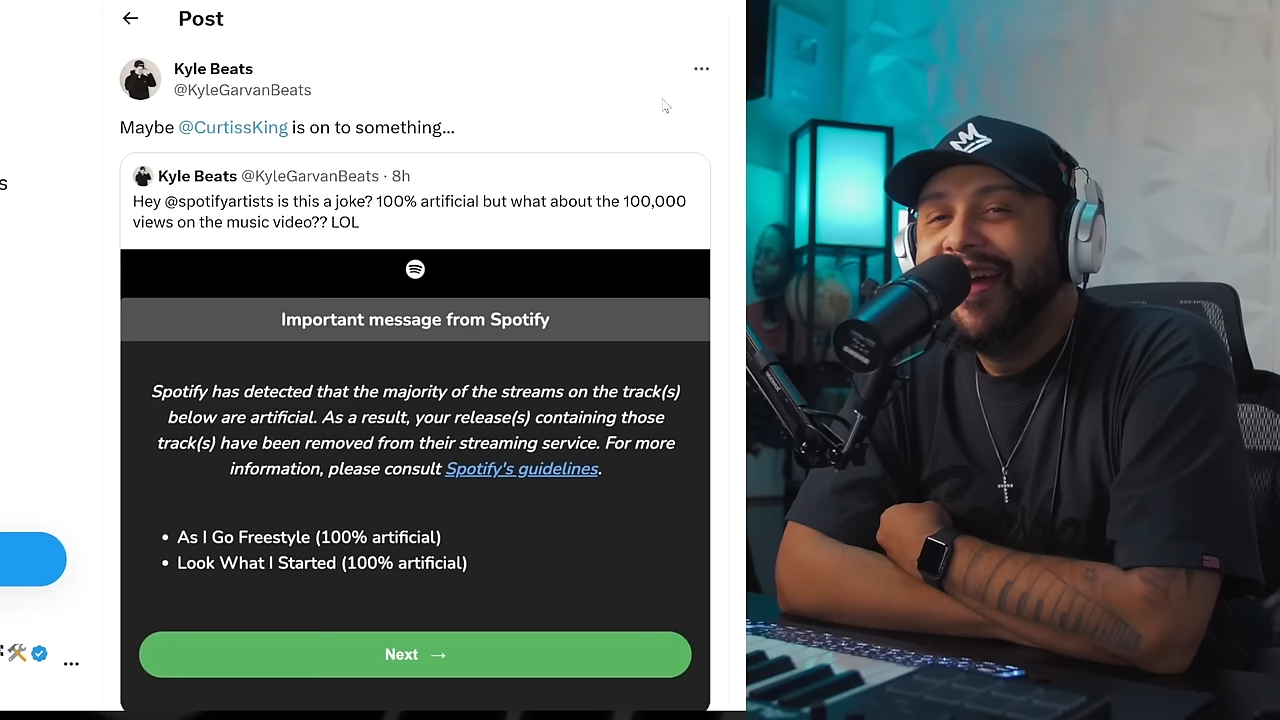 Post
Kyle Beats
@KyleGarvanBeats
Maybe @CurtissKing is on to something...
Kyle Beats @KyleGarvanBeats · 8h
Hey @spotifyartists is this a joke? 100% artificial but what about the 100,000
views on the music video?? LOL
Important message from Spotify
Spotify has detected that the majority of the streams on the track(s)
below are artificial. As a result, your release(s) containing those
track(s) have been removed from their streaming service. For more
information, please consult Spotify's guidelines.
• As I Go Freestyle (100% artificial)
• Look What I Started (100% artificial)
Next →
s